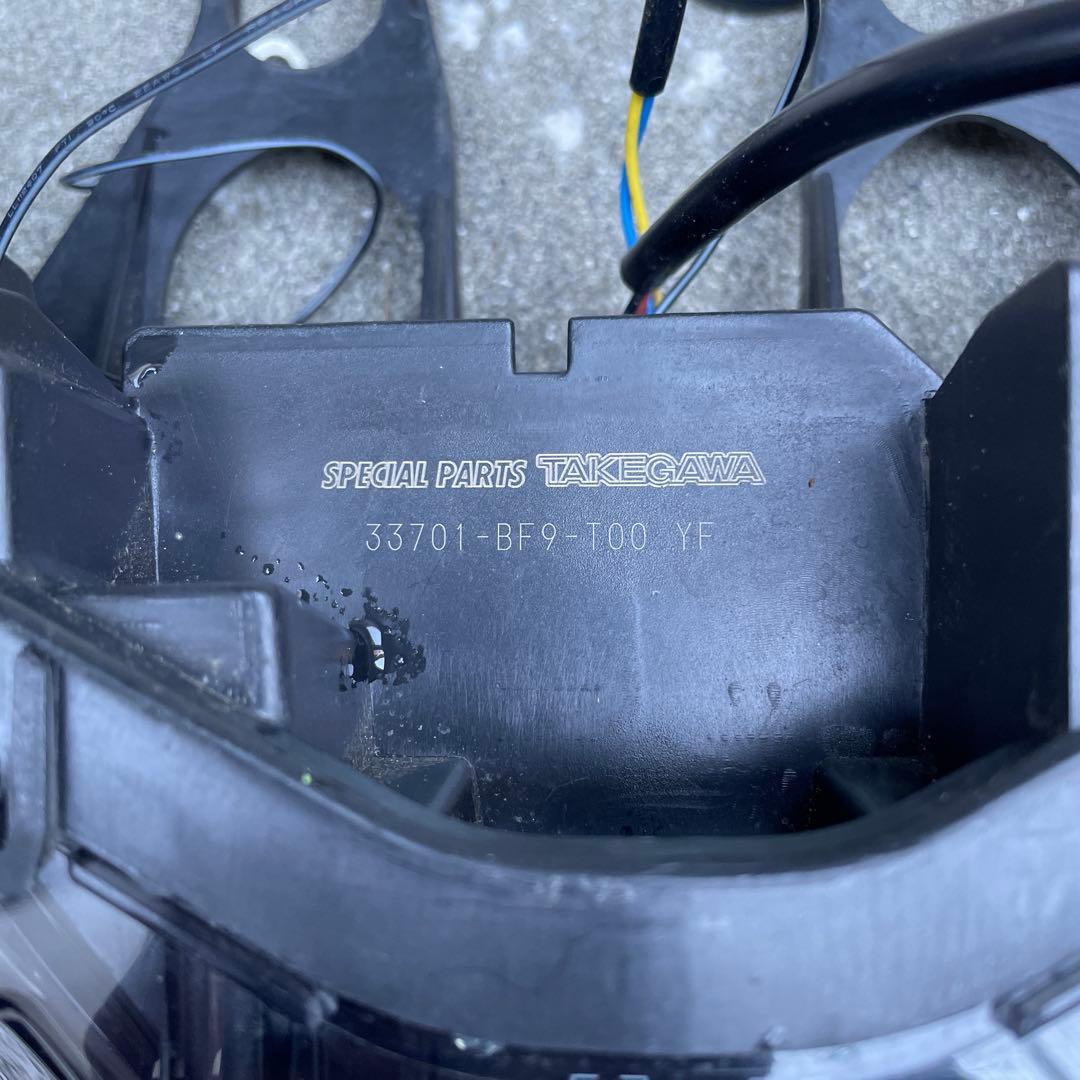 SPECIAL PARTS TAKEGAWA
33701-BF9-T00 YF